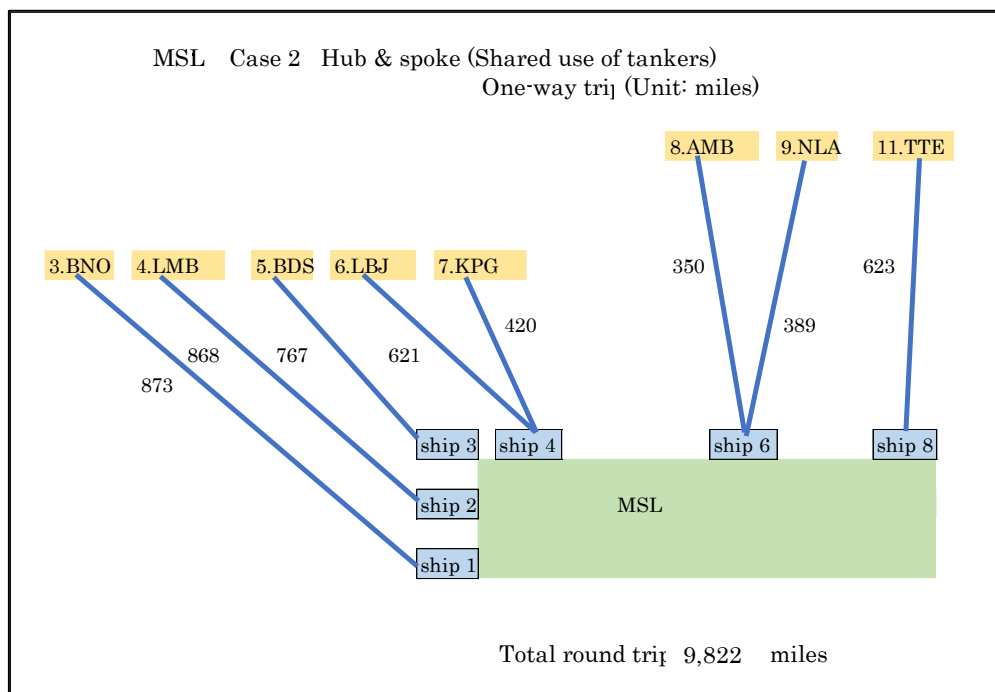 MSL Case 2 Hub & spoke (Shared use of tankers)
One-way trip (Unit: miles)
8.AMB 9.NLA 11.TTE
3.BNO 4.LMB 5.BDS 6.LBJ 7.KPG
350 623
420 389
868 767 621
873
ship 3 ship 4 ship 6 ship 8
ship 2 MSL
ship 1
Total round trip 9,822 miles